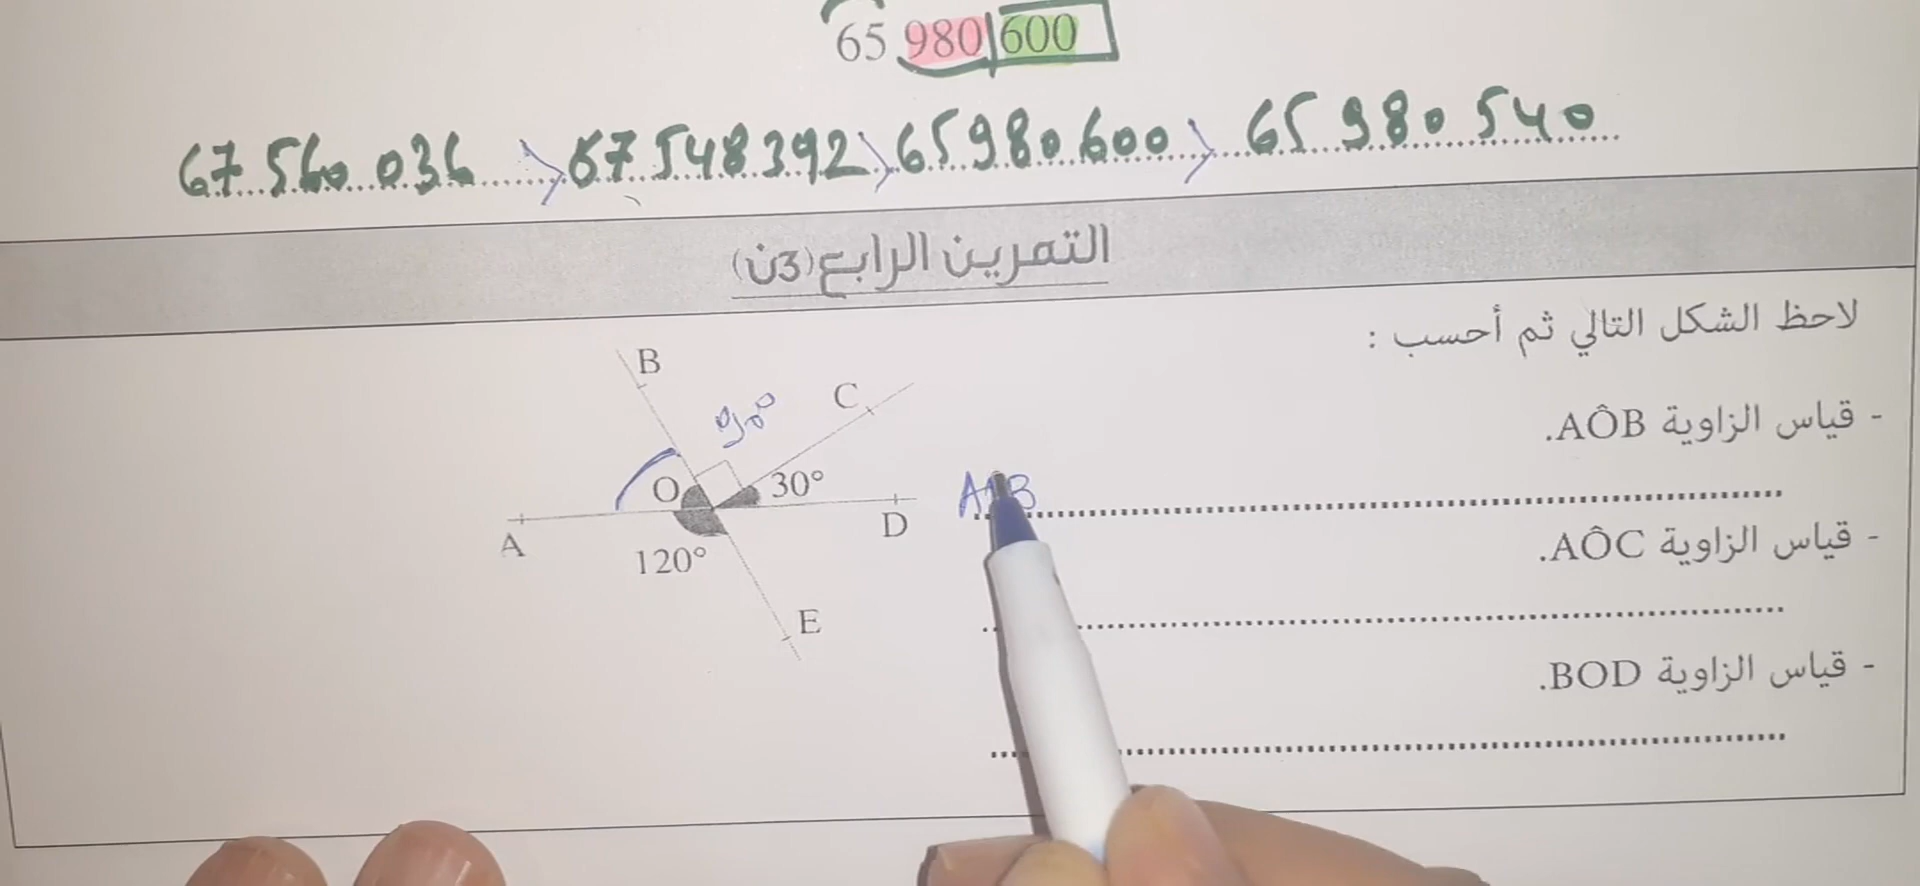 65 980 600
67 560 036 > 67 548 392 > 65 980 600 > 65 980 540
التمرين الرابع (3ن)
لاحظ الشكل التالي ثم أحسب :
- قياس الزاوية AÔB.
- قياس الزاوية AÔC.
- قياس الزاوية BOD.
B
90°
C
O
30°
A
D
120°
E